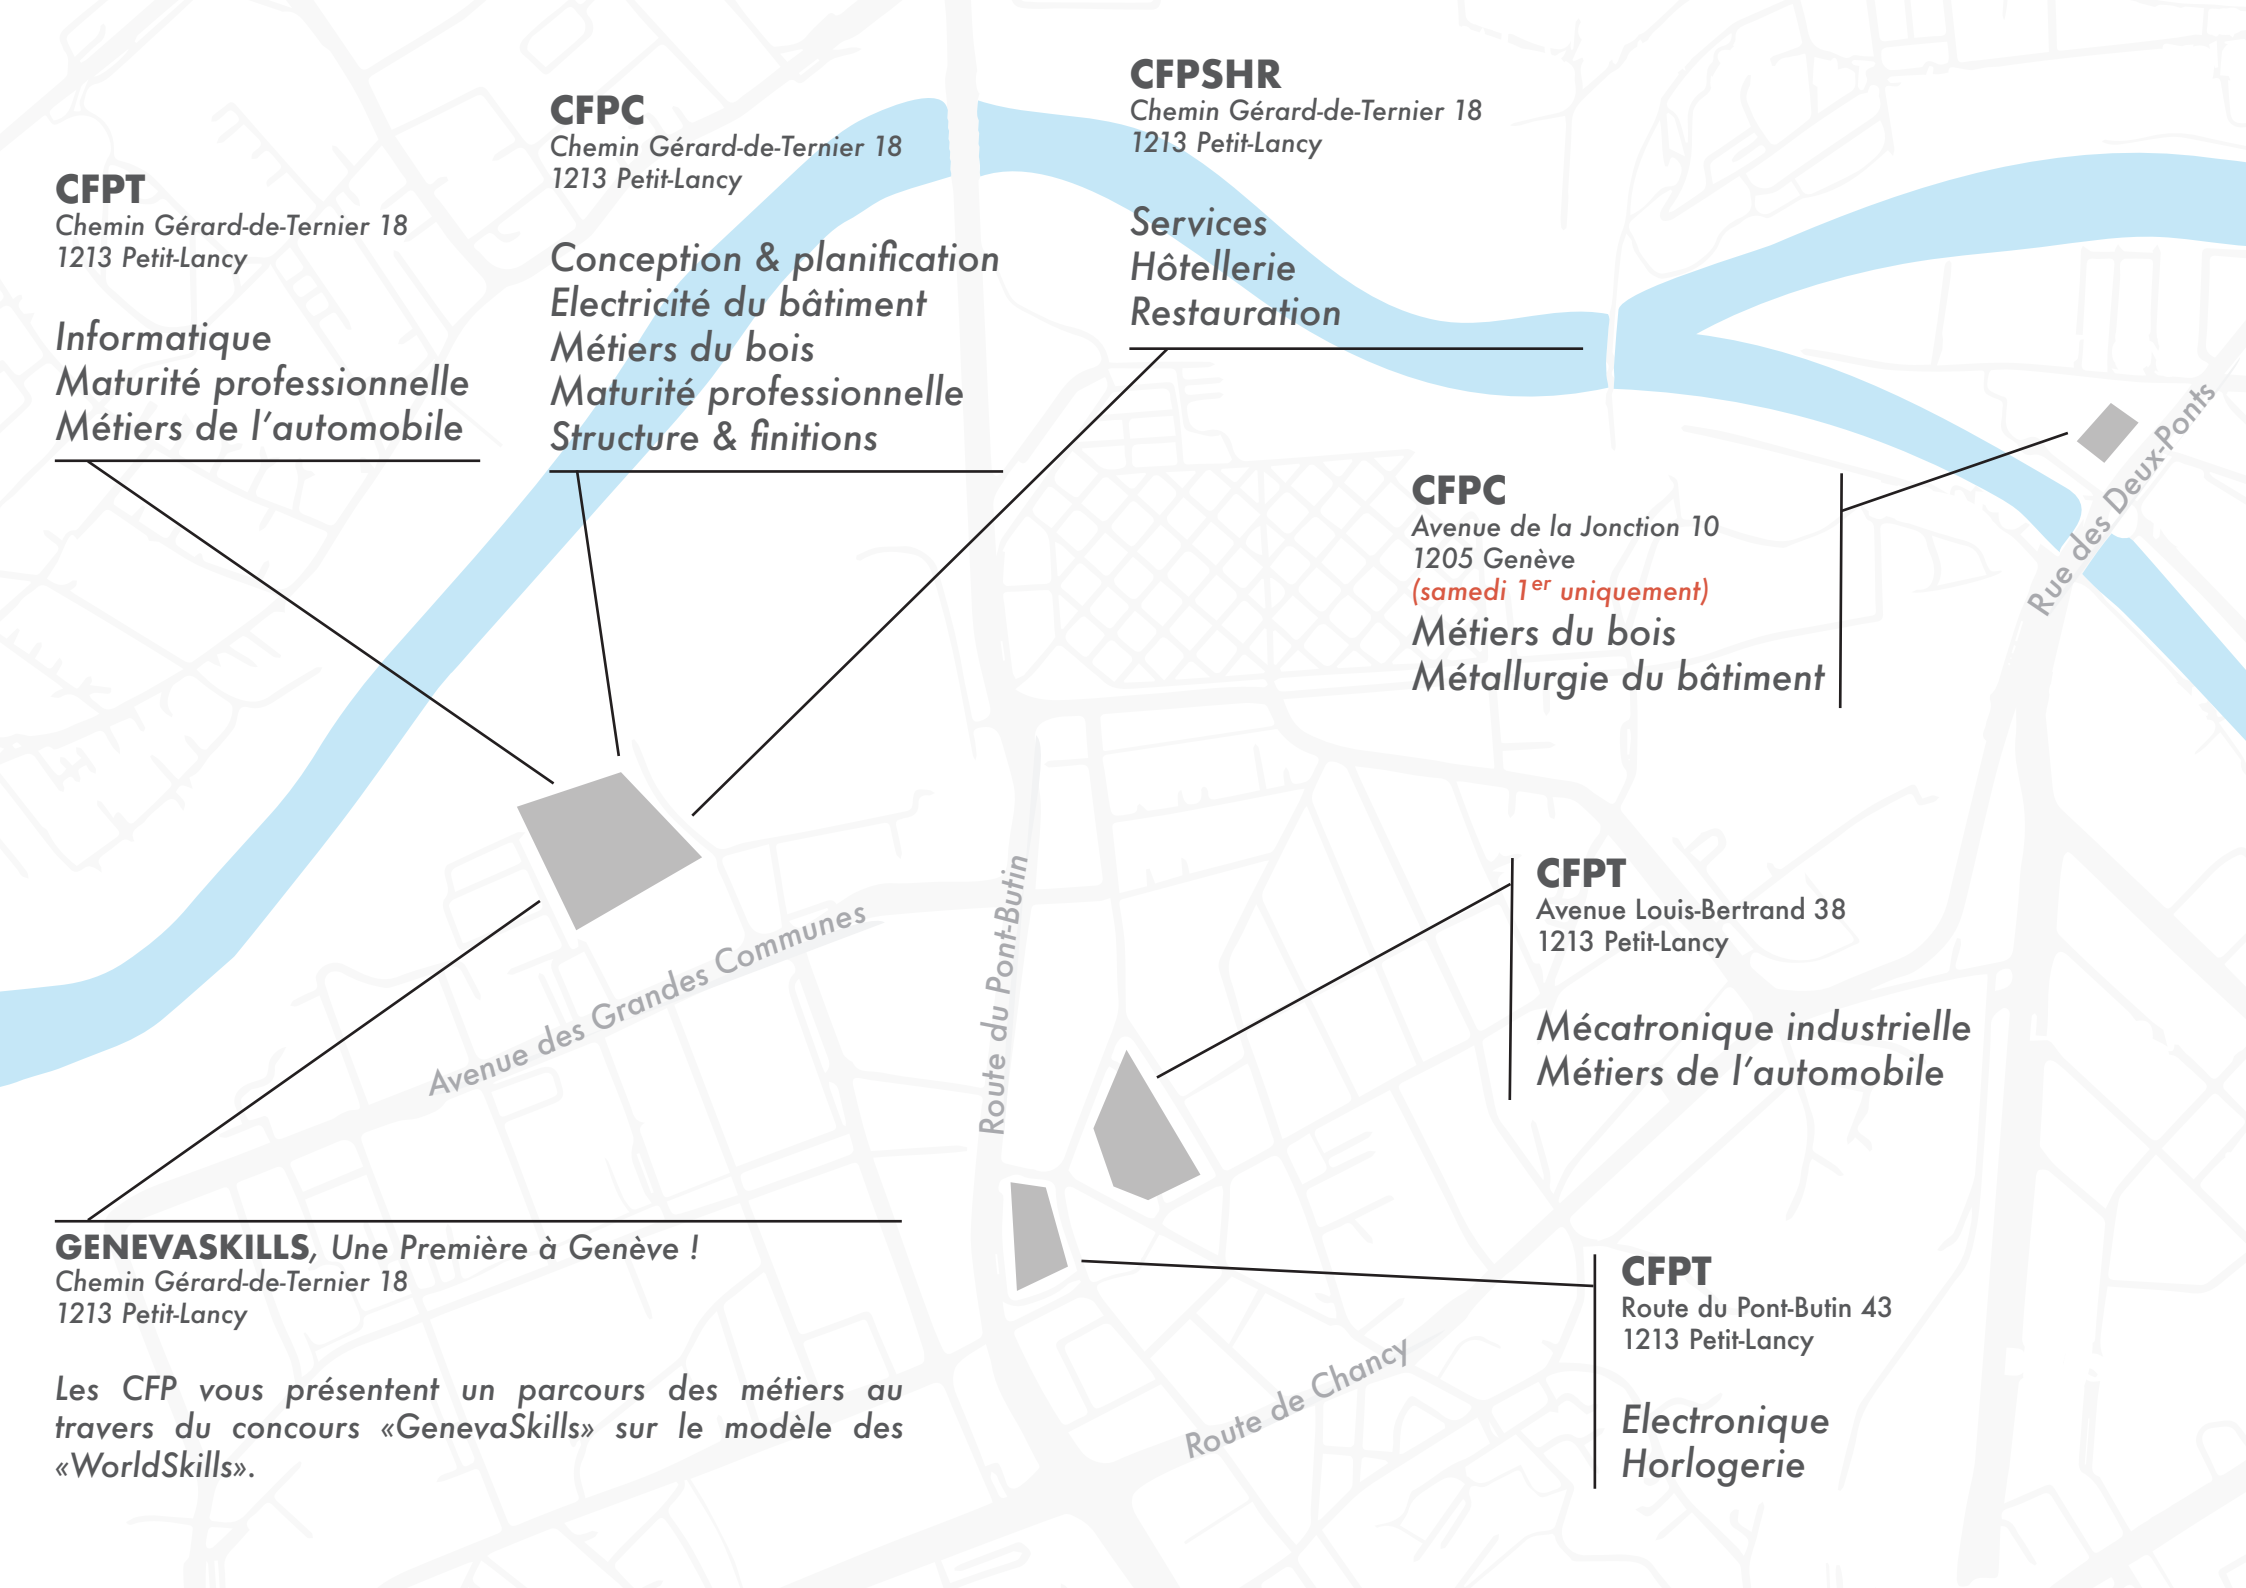 CFPT
Chemin Gérard-de-Ternier 18
1213 Petit-Lancy
Informatique
Maturité professionnelle
Métiers de l'automobile
CFPC
Chemin Gérard-de-Ternier 18
1213 Petit-Lancy
Conception & planification
Electricité du bâtiment
Métiers du bois
Maturité professionnelle
Structure & finitions
CFPSHR
Chemin Gérard-de-Ternier 18
1213 Petit-Lancy
Services
Hôtellerie
Restauration
CFPC
Avenue de la Jonction 10
1205 Genève
(samedi 1er uniquement)
Métiers du bois
Métallurgie du bâtiment
Rue des Deux-Ponts
CFPT
Avenue Louis-Bertrand 38
1213 Petit-Lancy
Mécatronique industrielle
Métiers de l'automobile
Avenue des Grandes Communes
Route du Pont-Butin
GENEVASKILLS, Une Première à Genève !
Chemin Gérard-de-Ternier 18
1213 Petit-Lancy
Les CFP vous présentent un parcours des métiers au
travers du concours «GenevaSkills» sur le modèle des
«WorldSkills».
Route de Chancy
CFPT
Route du Pont-Butin 43
1213 Petit-Lancy
Electronique
Horlogerie